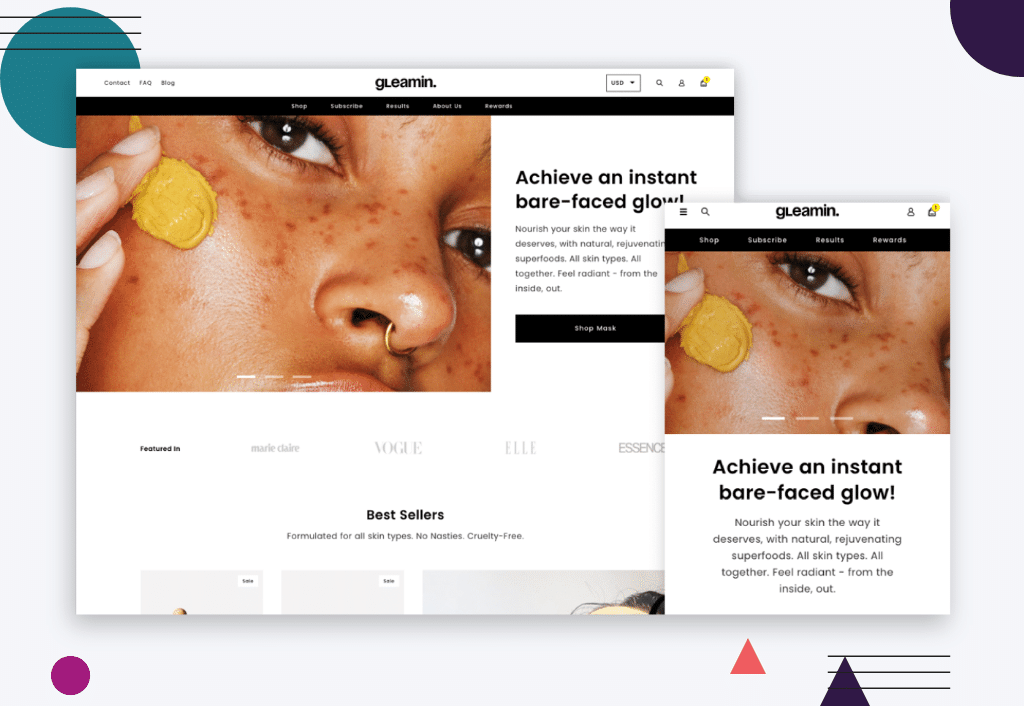 Contact FAQ Blog
gLeamin.
USD
1
Shop Subscribe Results About Us Rewards
Achieve an instant
bare-faced glow!
Nourish your skin the way it
deserves, with natural, rejuvenatin
superfoods. All skin types. All
together. Feel radiant - from the
inside, out.
Shop Mask
Featured In
marie claire
VOGUE
ELLE
ESSENCE
Best Sellers
Formulated for all skin types. No Nasties. Cruelty-Free.
Sale
Sale
gLeamin.
1
Shop Subscribe Results Rewards
Achieve an instant
bare-faced glow!
Nourish your skin the way it
deserves, with natural, rejuvenating
superfoods. All skin types. All
together. Feel radiant - from the
inside, out.